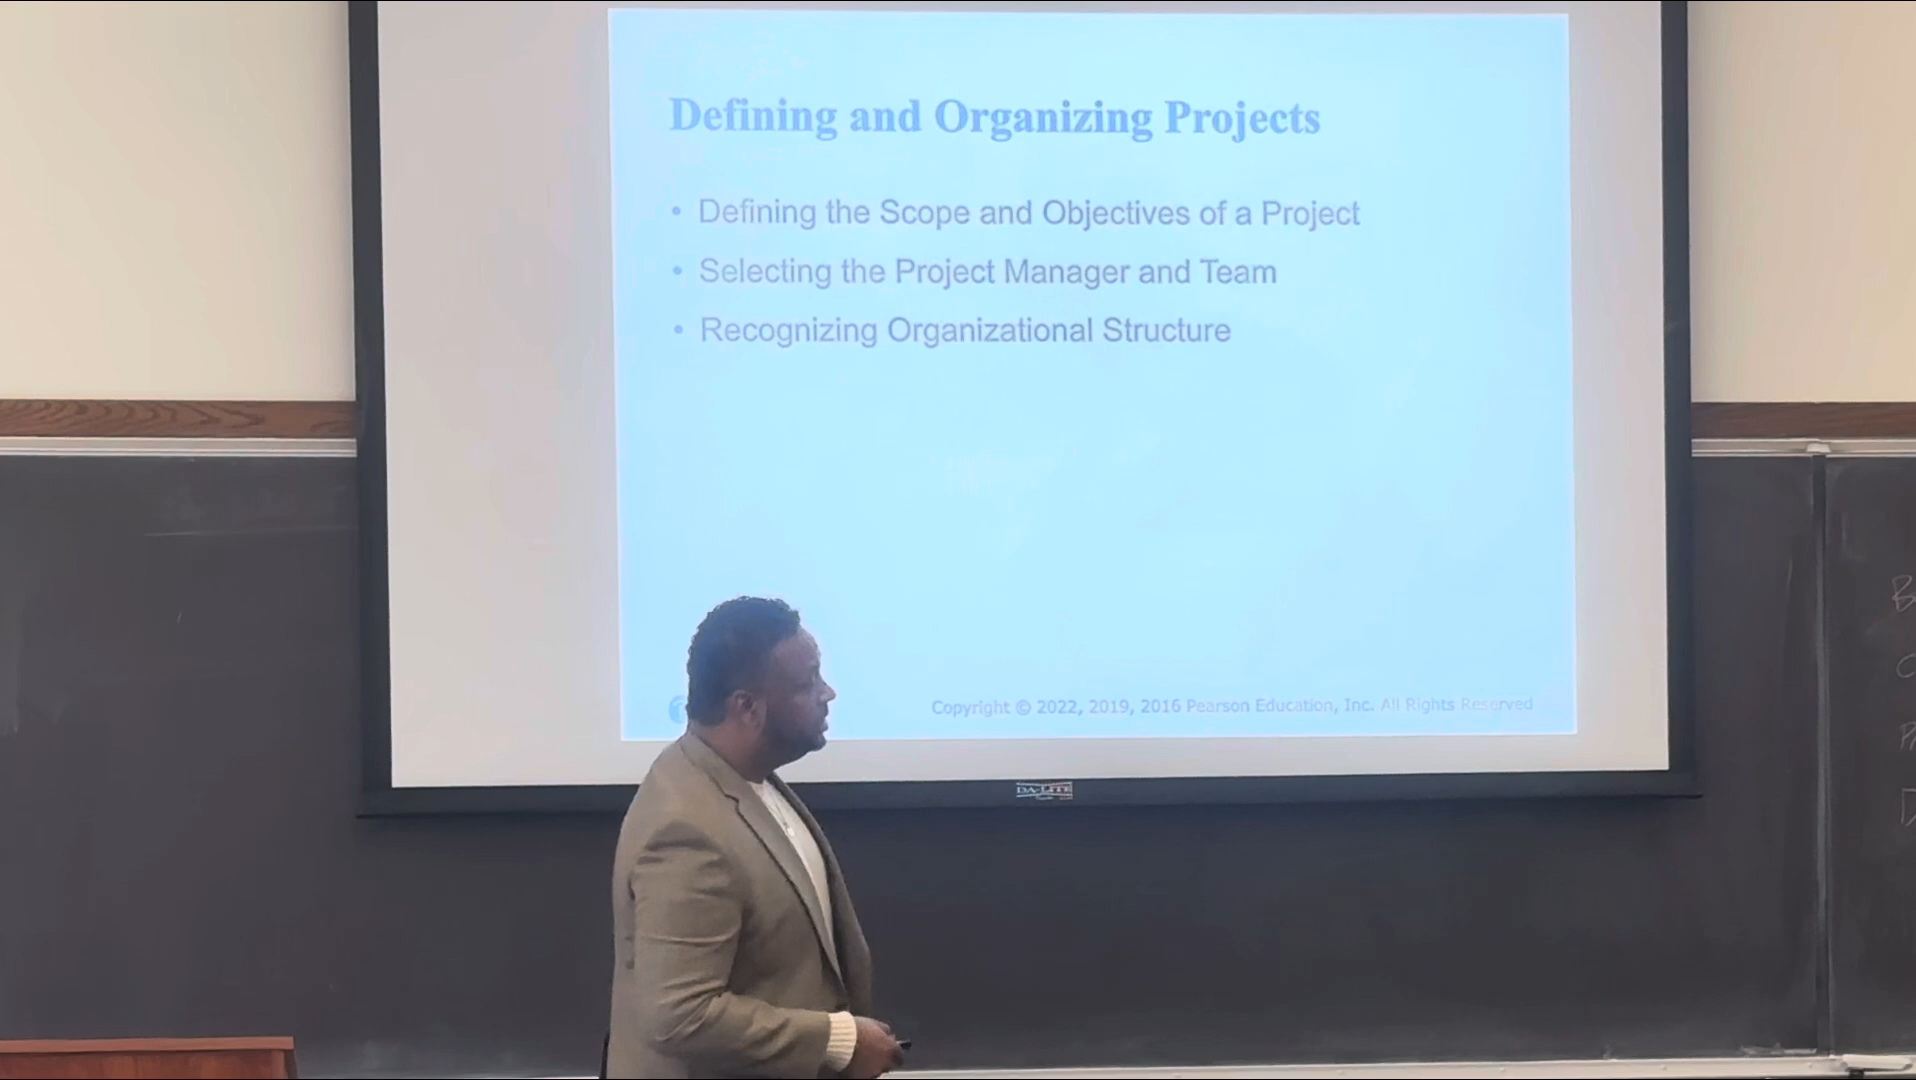 Defining and Organizing Projects
• Defining the Scope and Objectives of a Project
• Selecting the Project Manager and Team
• Recognizing Organizational Structure
Copyright © 2022, 2019, 2016 Pearson Education, Inc. All Rights Reserved
DA-LITE